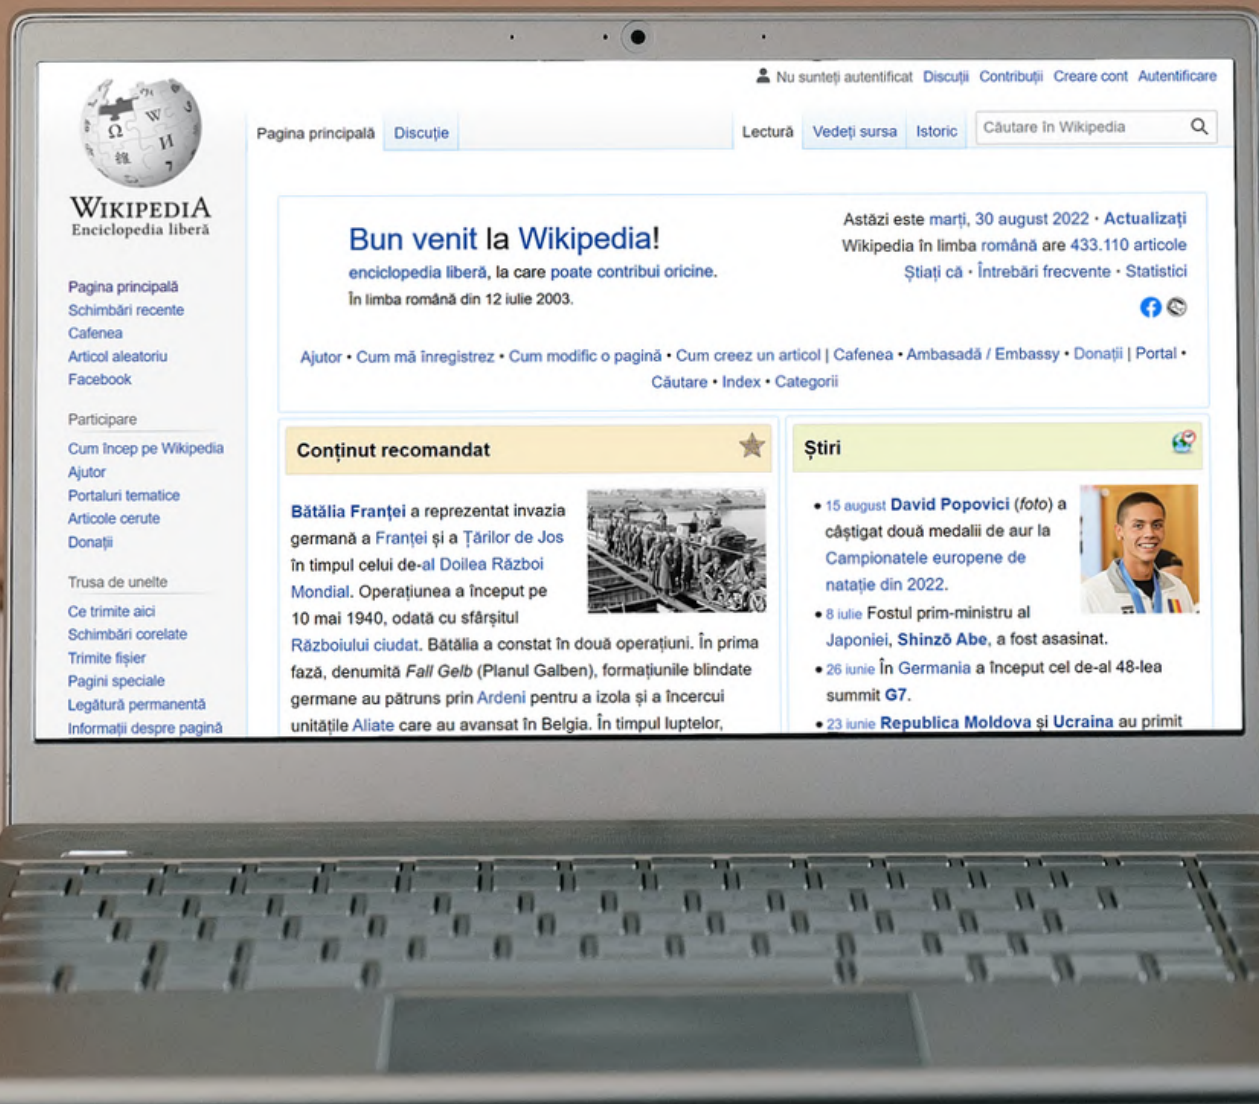 Nu sunteți autentificat Discuții Contribuții Creare cont Autentificare
Pagina principală Discuție Lectură Vedeți sursa Istoric Căutare în Wikipedia
WIKIPEDIA
Enciclopedia liberă
Pagina principală
Schimbări recente
Cafenea
Articol aleatoriu
Facebook
Participare
Cum încep pe Wikipedia
Ajutor
Portaluri tematice
Articole cerute
Donații
Trusa de unelte
Ce trimite aici
Schimbări corelate
Trimite fișier
Pagini speciale
Legătură permanentă
Informații despre pagină
Bun venit la Wikipedia!
enciclopedia liberă, la care poate contribui oricine.
În limba română din 12 iulie 2003.
Astăzi este marți, 30 august 2022 · Actualizați
Wikipedia în limba română are 433.110 articole
Știați că · Întrebări frecvente · Statistici
Ajutor • Cum mă înregistrez • Cum modific o pagină • Cum creez un articol | Cafenea • Ambasadă / Embassy • Donații | Portal •
Căutare • Index • Categorii
Conținut recomandat
Bătălia Franței a reprezentat invazia
germană a Franței și a Țărilor de Jos
în timpul celui de-al Doilea Război
Mondial. Operațiunea a început pe
10 mai 1940, odată cu sfârșitul
Războiului ciudat. Bătălia a constat în două operațiuni. În prima
fază, denumită Fall Gelb (Planul Galben), formațiunile blindate
germane au pătruns prin Ardeni pentru a izola și a încercui
unitățile Aliate care au avansat în Belgia. În timpul luptelor,
Știri
• 15 august David Popovici (foto) a
câștigat două medalii de aur la
Campionatele europene de
natație din 2022.
• 8 iulie Fostul prim-ministru al
Japoniei, Shinzō Abe, a fost asasinat.
• 26 iunie În Germania a început cel de-al 48-lea
summit G7.
• 23 iunie Republica Moldova și Ucraina au primit